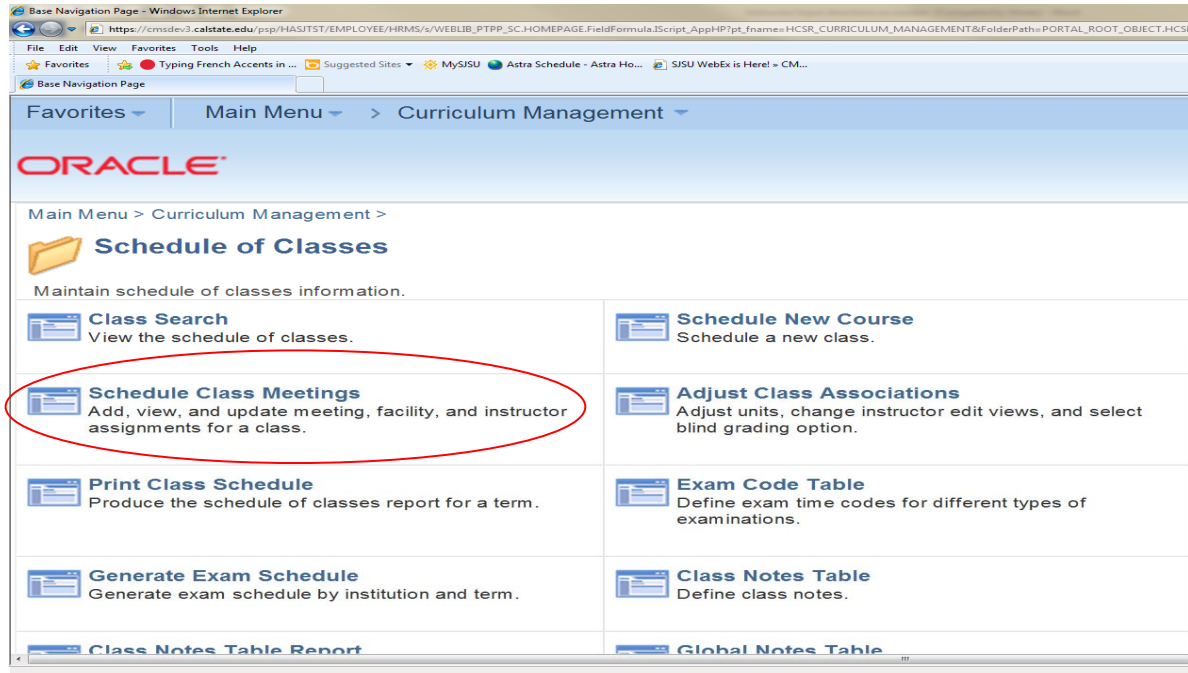 Base Navigation Page - Windows Internet Explorer
https://cmsdev3.calstate.edu/psp/HASJTST/EMPLOYEE/HRMS/s/WEBLIB_PTPP_SC.HOMEPAGE.FieldFormula.IScript_AppHP?pt_fname=HCSR_CURRICULUM_MANAGEMENT&FolderPath=PORTAL_ROOT_OBJECT.HCSR
File Edit View Favorites Tools Help
Favorites Typing French Accents in ... Suggested Sites MySJSU Astra Schedule - Astra Ho... SJSU WebEx is Here! » CM...
Base Navigation Page
Favorites Main Menu > Curriculum Management
ORACLE
Main Menu > Curriculum Management >
Schedule of Classes
Maintain schedule of classes information.
Class Search
View the schedule of classes.
Schedule New Course
Schedule a new class.
Schedule Class Meetings
Add, view, and update meeting, facility, and instructor
assignments for a class.
Adjust Class Associations
Adjust units, change instructor edit views, and select
blind grading option.
Print Class Schedule
Produce the schedule of classes report for a term.
Exam Code Table
Define exam time codes for different types of
examinations.
Generate Exam Schedule
Generate exam schedule by institution and term.
Class Notes Table
Define class notes.
Class Notes Table Report
Global Notes Table